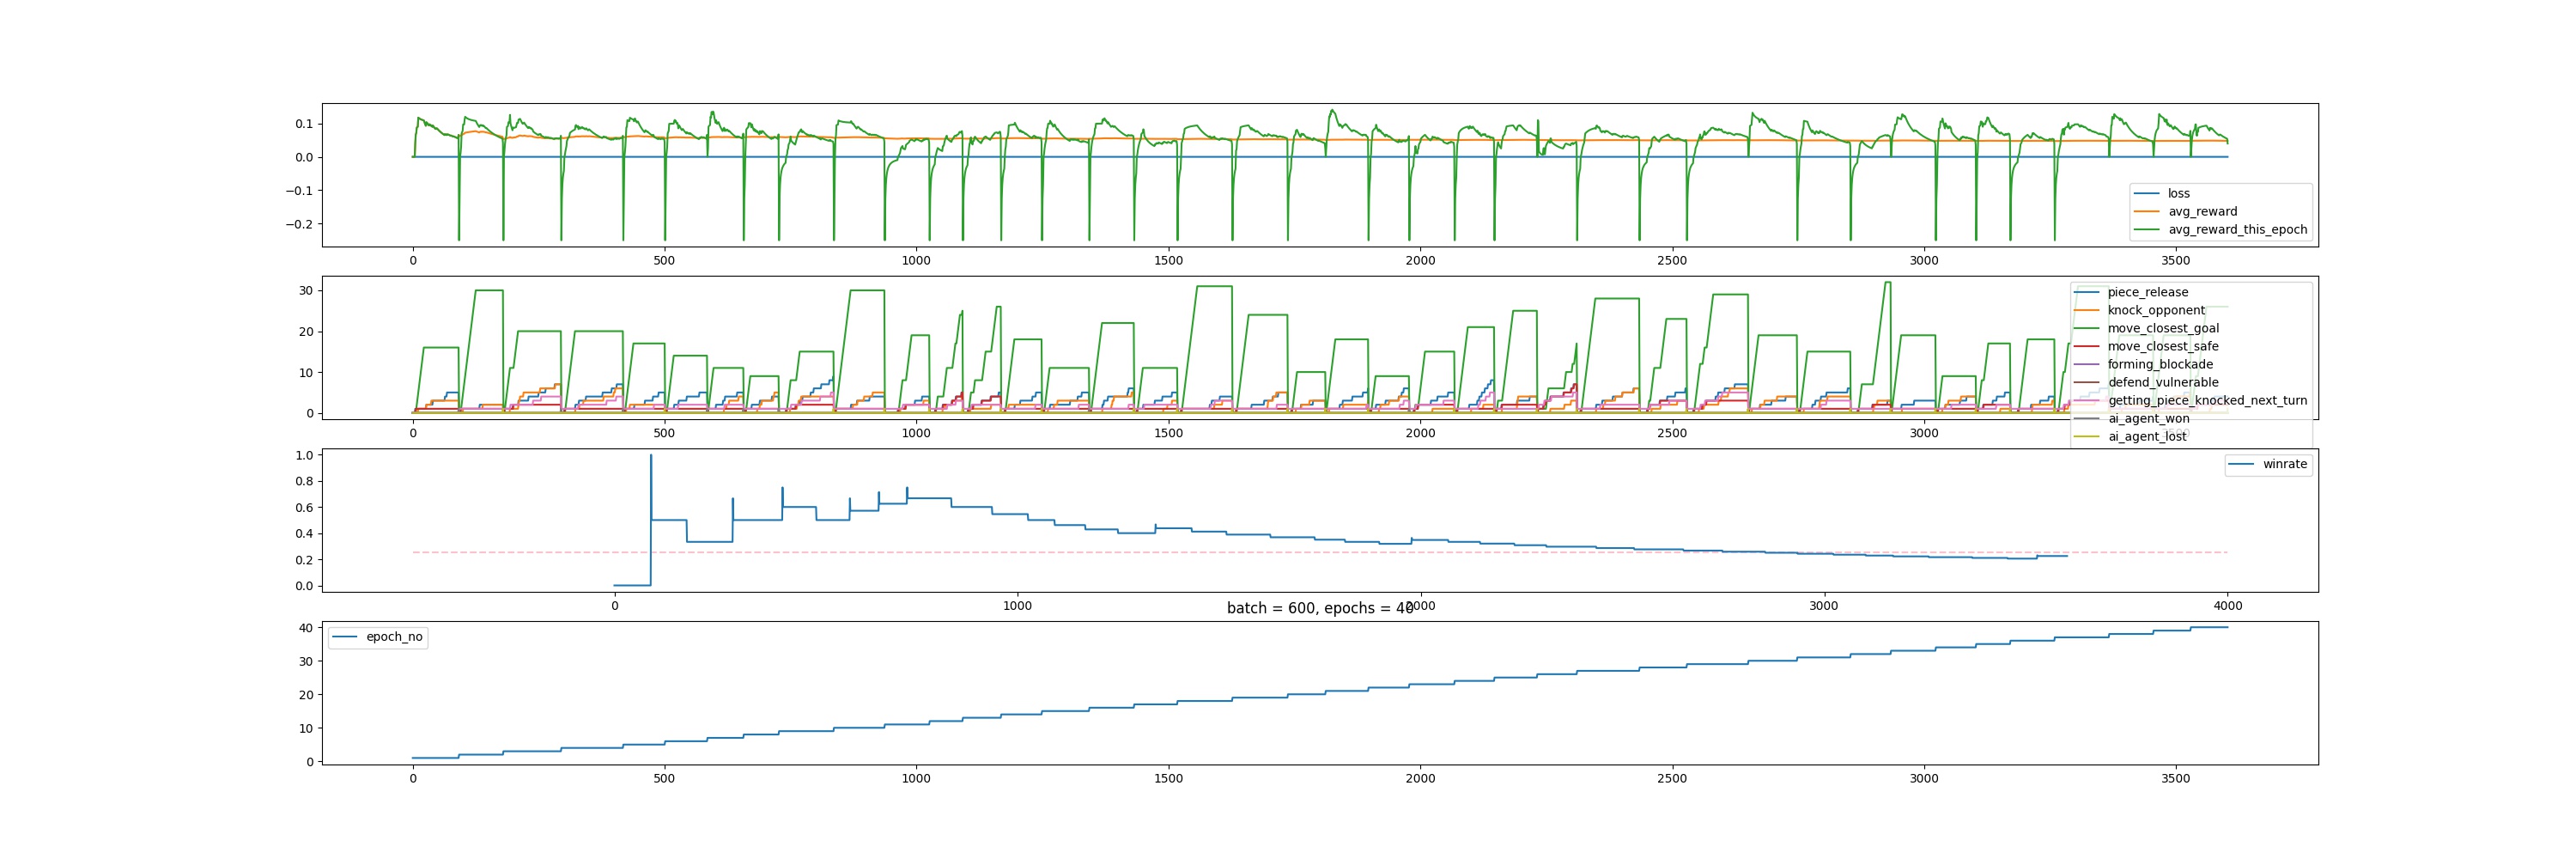 0.1
0.0
−0.1
−0.2
loss
avg_reward
avg_reward_this_epoch
0 500 1000 1500 2000 2500 3000 3500
30
20
10
0
piece_release
knock_opponent
move_closest_goal
move_closest_safe
forming_blockade
defend_vulnerable
getting_piece_knocked_next_turn
ai_agent_won
ai_agent_lost
0 500 1000 1500 2000 2500 3000 3500
1.0
0.8
0.6
0.4
0.2
0.0
winrate
0 1000 2000 3000 4000
batch = 600, epochs = 40
40
30
20
10
0
epoch_no
0 500 1000 1500 2000 2500 3000 3500